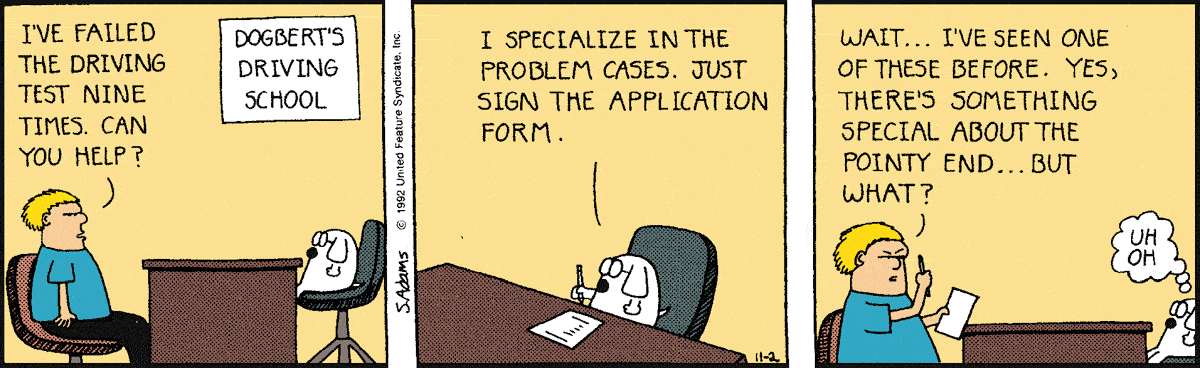 I'VE FAILED
THE DRIVING
TEST NINE
TIMES. CAN
YOU HELP?
DOGBERT'S
DRIVING
SCHOOL
S.Adams © 1992 United Feature Syndicate, Inc.
I SPECIALIZE IN THE
PROBLEM CASES. JUST
SIGN THE APPLICATION
FORM.
11-2
WAIT... I'VE SEEN ONE
OF THESE BEFORE. YES,
THERE'S SOMETHING
SPECIAL ABOUT THE
POINTY END...BUT
WHAT?
UH
OH